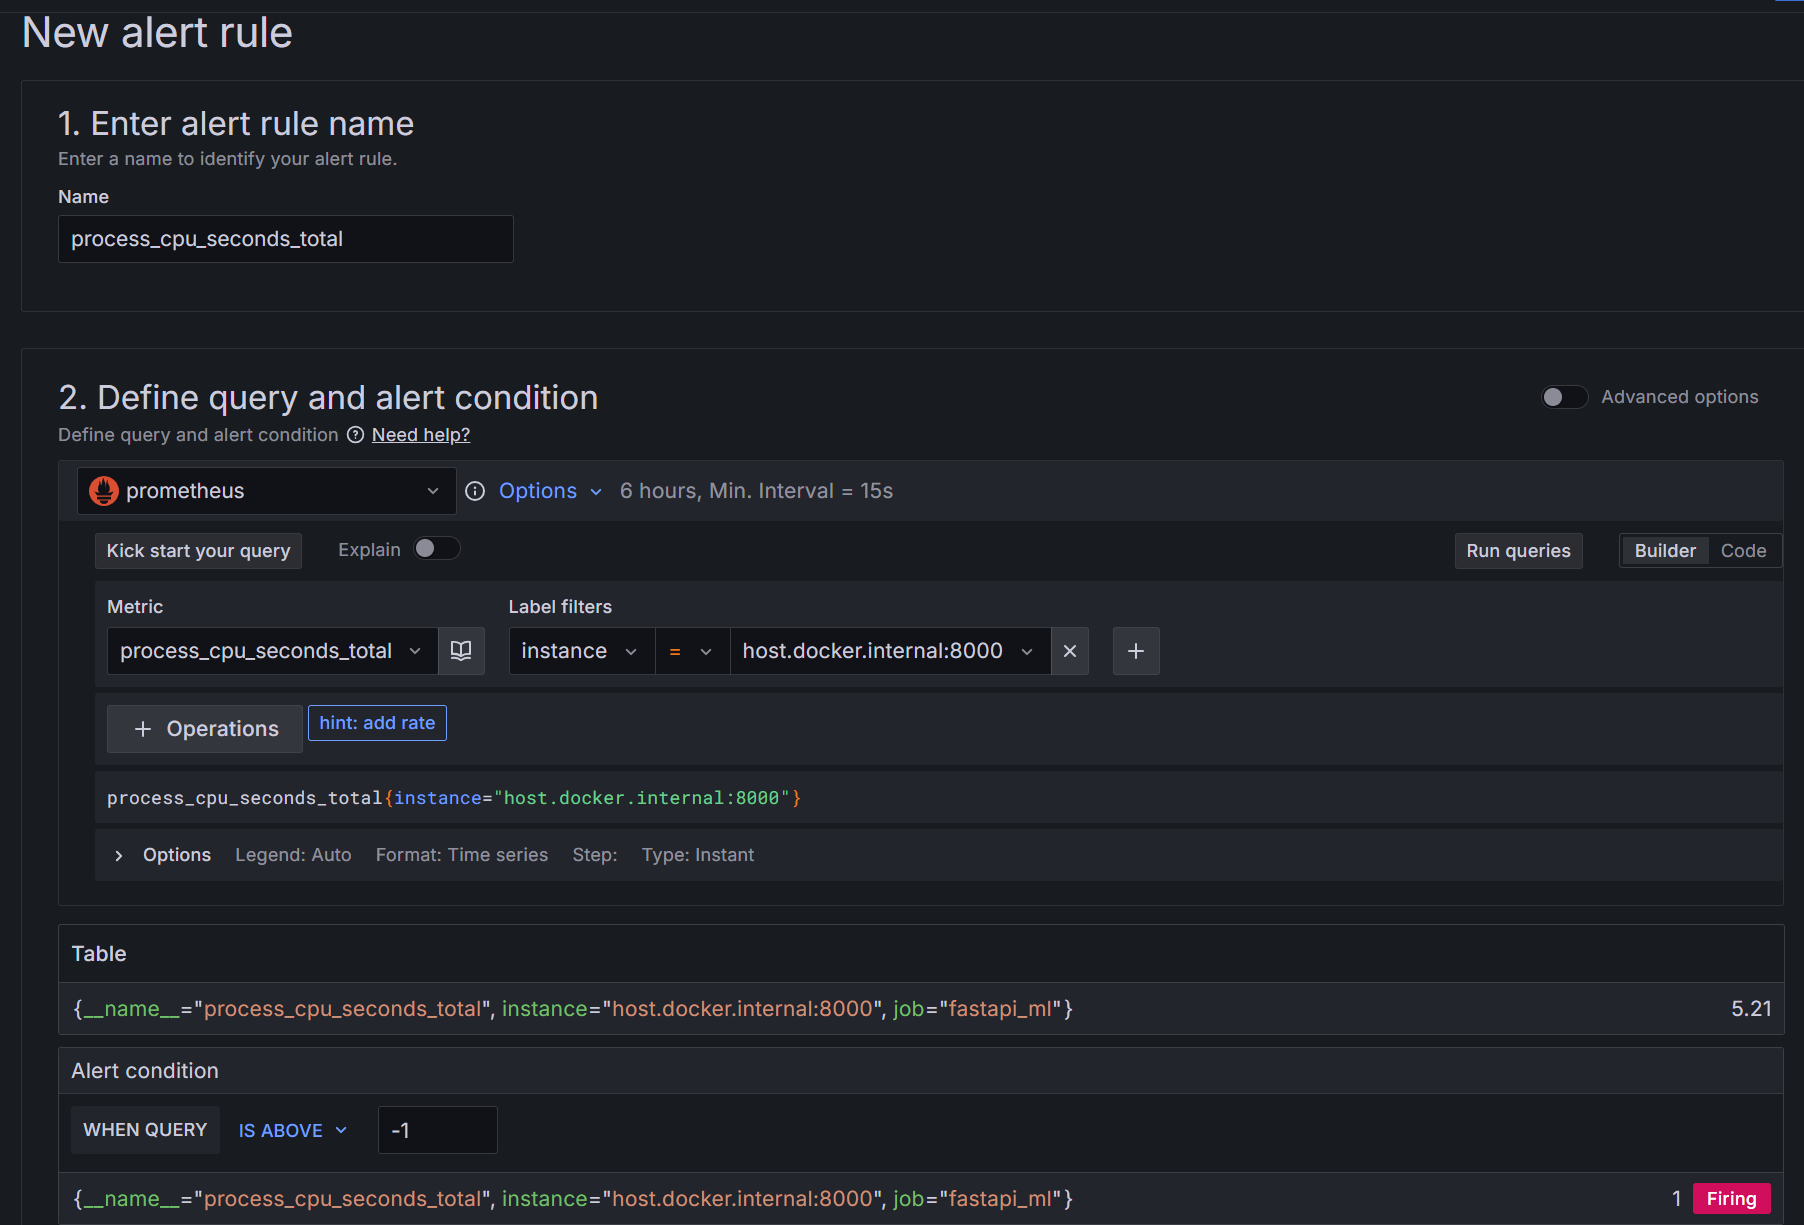 New alert rule
1. Enter alert rule name
Enter a name to identify your alert rule.
Name
process_cpu_seconds_total
2. Define query and alert condition
Advanced options
Define query and alert condition Need help?
prometheus Options 6 hours, Min. Interval = 15s
Kick start your query Explain Run queries Builder Code
Metric Label filters
process_cpu_seconds_total instance = host.docker.internal:8000
+ Operations hint: add rate
process_cpu_seconds_total{instance="host.docker.internal:8000"}
Options Legend: Auto Format: Time series Step: Type: Instant
Table
{__name__="process_cpu_seconds_total", instance="host.docker.internal:8000", job="fastapi_ml"} 5.21
Alert condition
WHEN QUERY IS ABOVE -1
{__name__="process_cpu_seconds_total", instance="host.docker.internal:8000", job="fastapi_ml"} 1 Firing